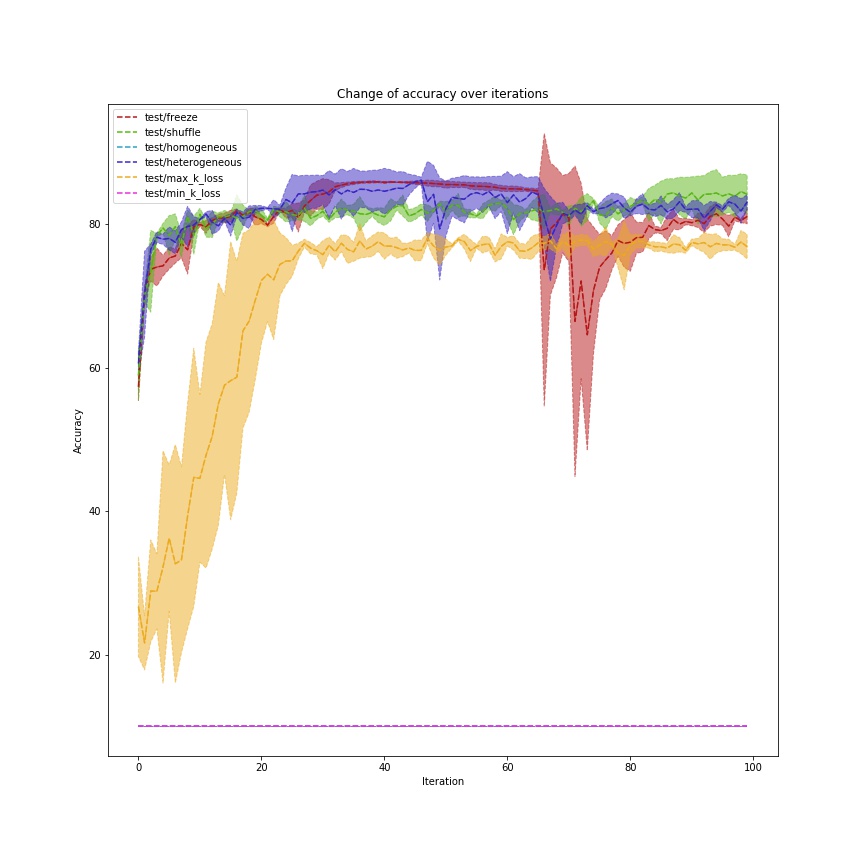 Change of accuracy over iterations
test/freeze
test/shuffle
test/homogeneous
test/heterogeneous
test/max_k_loss
test/min_k_loss
80
60
40
20
Accuracy
0 20 40 60 80 100
Iteration